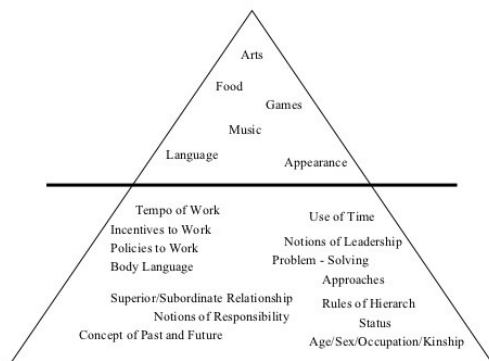 Arts
Food
Games
Music
Language
Appearance
Tempo of Work
Use of Time
Incentives to Work
Notions of Leadership
Policies to Work
Problem - Solving
Body Language
Approaches
Superior/Subordinate Relationship
Rules of Hierarch
Notions of Responsibility
Status
Concept of Past and Future
Age/Sex/Occupation/Kinship